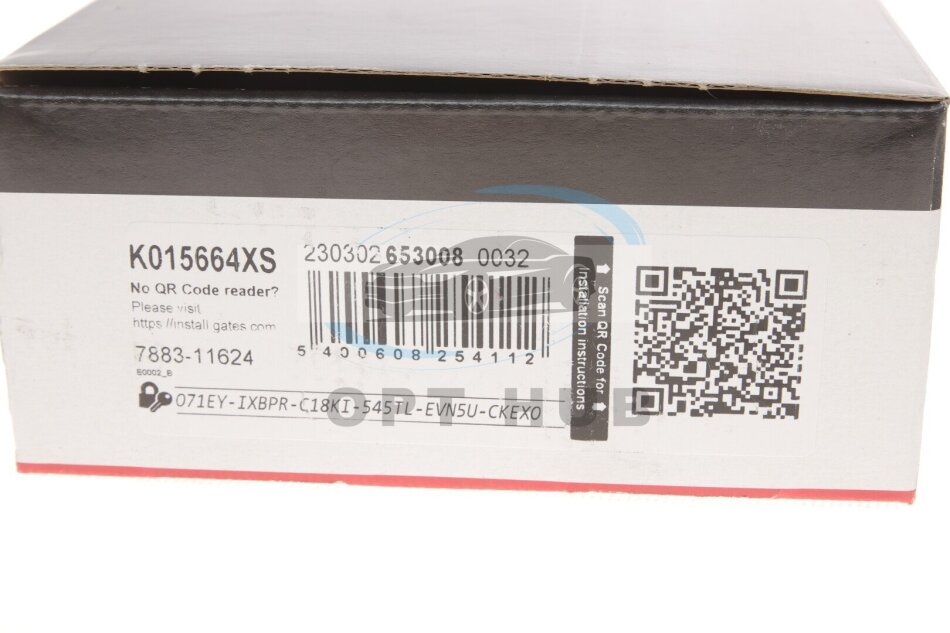 K015664XS
230302 653008 0032
No QR Code reader?
Please visit
https://install.gates.com
5 400608 254112
7883-11624
E0002_B
071EY-IXBPR-C18KI-545TL-EVN5U-CKEXO
Scan QR Code for
Installation instructions
OPT HUB